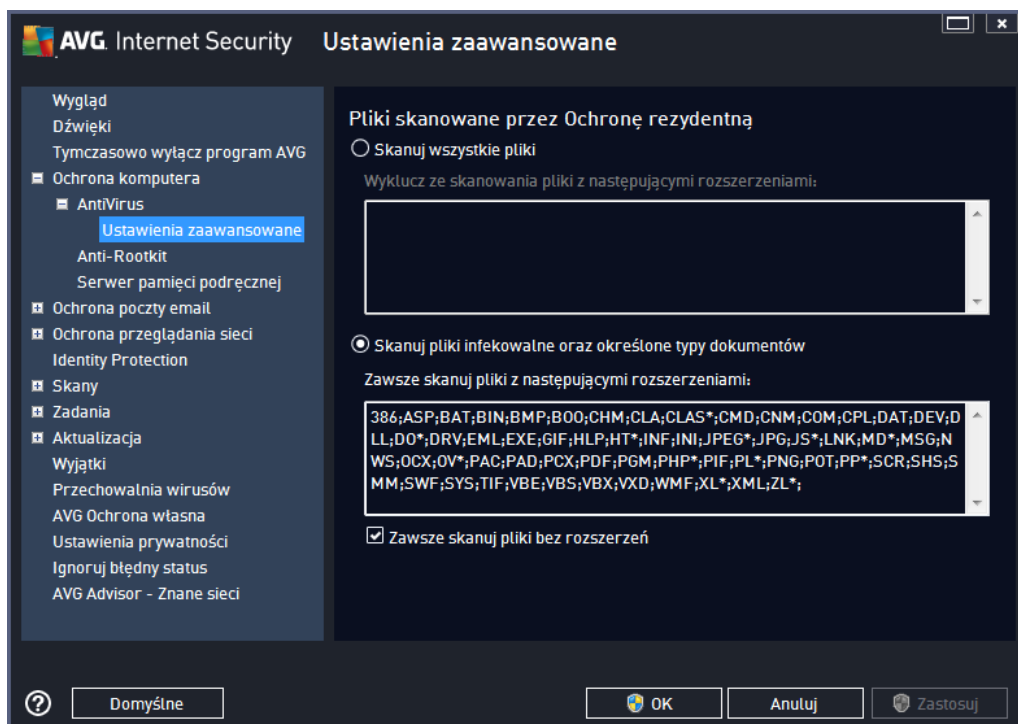 AVG. Internet Security Ustawienia zaawansowane
Wygląd
Dźwięki
Tymczasowo wyłącz program AVG
Ochrona komputera
AntiVirus
Ustawienia zaawansowane
Anti-Rootkit
Serwer pamięci podręcznej
Ochrona poczty email
Ochrona przeglądania sieci
Identity Protection
Skany
Zadania
Aktualizacja
Wyjątki
Przechowalnia wirusów
AVG Ochrona własna
Ustawienia prywatności
Ignoruj błędny status
AVG Advisor - Znane sieci
Pliki skanowane przez Ochronę rezydentną
Skanuj wszystkie pliki
Wyklucz ze skanowania pliki z następującymi rozszerzeniami:
Skanuj pliki infekowalne oraz określone typy dokumentów
Zawsze skanuj pliki z następującymi rozszerzeniami:
386;ASP;BAT;BIN;BMP;BOO;CHM;CLA;CLAS*;CMD;CNM;COM;CPL;DAT;DEV;D
LL;DO*;DRV;EML;EXE;GIF;HLP;HT*;INF;INI;JPEG*;JPG;JS*;LNK;MD*;MSG;N
WS;OCX;OV*;PAC;PAD;PCX;PDF;PGM;PHP*;PIF;PL*;PNG;POT;PP*;SCR;SHS;S
MM;SWF;SYS;TIF;VBE;VBS;VBX;VXD;WMF;XL*;XML;ZL*;
Zawsze skanuj pliki bez rozszerzeń
Domyślne
OK
Anuluj
Zastosuj